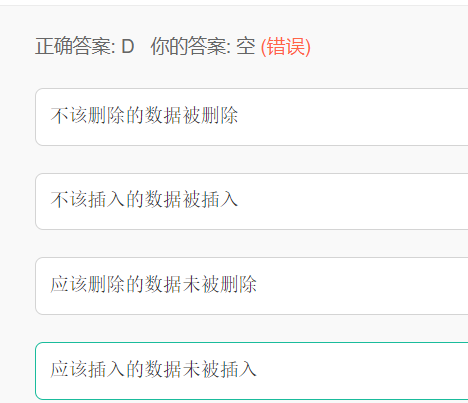 正确答案: D 你的答案: 空 (错误)
不该删除的数据被删除
不该插入的数据被插入
应该删除的数据未被删除
应该插入的数据未被插入